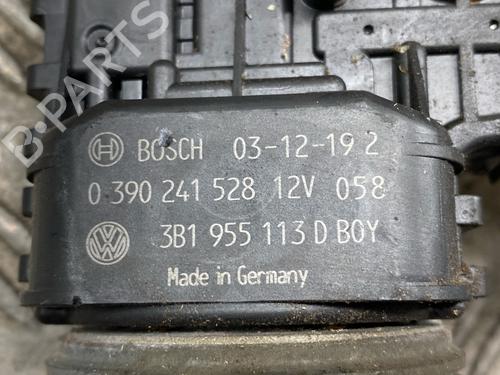 BOSCH 03-12-19 2
0 390 241 528 12V 058
3B1 955 113 D BOY
Made in Germany
B-PARTS